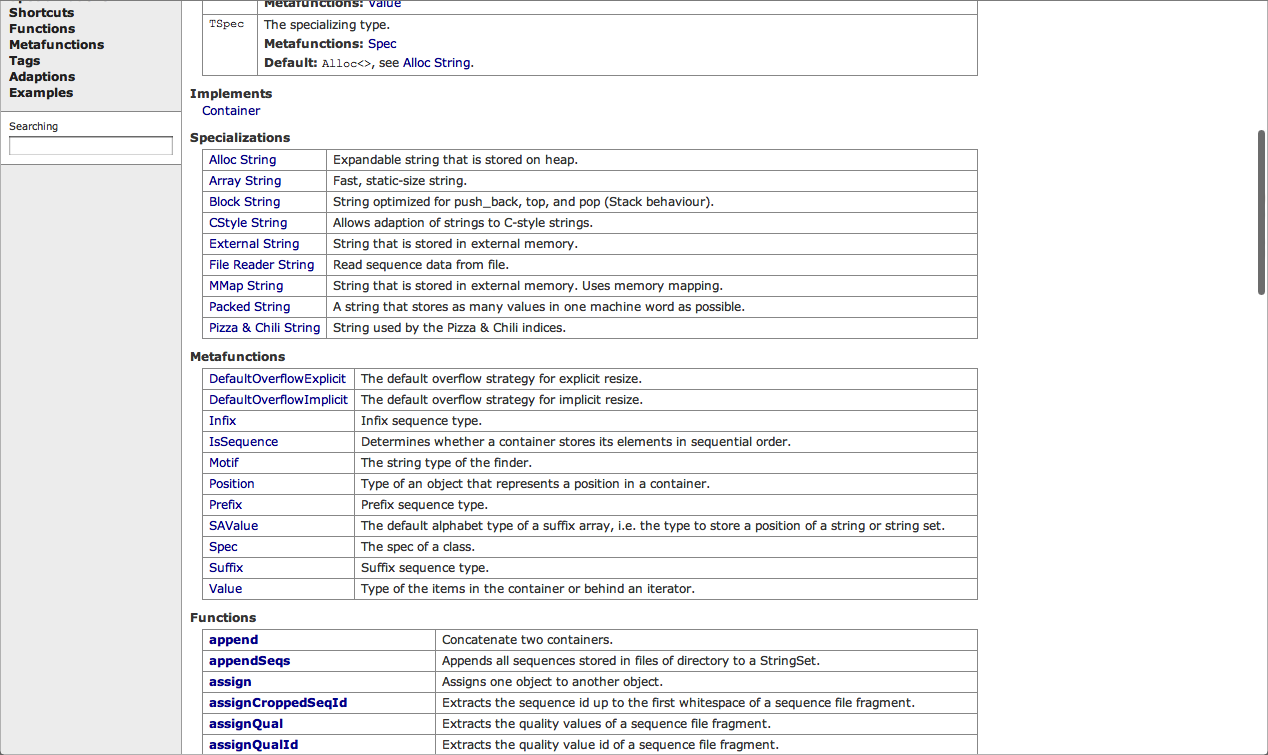 Shortcuts
Functions
Metafunctions
Tags
Adaptions
Examples
Searching
Metafunctions: Value
TSpec The specializing type.
Metafunctions: Spec
Default: Alloc<>, see Alloc String.
Implements
Container
Specializations
Alloc String Expandable string that is stored on heap.
Array String Fast, static-size string.
Block String String optimized for push_back, top, and pop (Stack behaviour).
CStyle String Allows adaption of strings to C-style strings.
External String String that is stored in external memory.
File Reader String Read sequence data from file.
MMap String String that is stored in external memory. Uses memory mapping.
Packed String A string that stores as many values in one machine word as possible.
Pizza & Chili String String used by the Pizza & Chili indices.
Metafunctions
DefaultOverflowExplicit The default overflow strategy for explicit resize.
DefaultOverflowImplicit The default overflow strategy for implicit resize.
Infix Infix sequence type.
IsSequence Determines whether a container stores its elements in sequential order.
Motif The string type of the finder.
Position Type of an object that represents a position in a container.
Prefix Prefix sequence type.
SAValue The default alphabet type of a suffix array, i.e. the type to store a position of a string or string set.
Spec The spec of a class.
Suffix Suffix sequence type.
Value Type of the items in the container or behind an iterator.
Functions
append Concatenate two containers.
appendSeqs Appends all sequences stored in files of directory to a StringSet.
assign Assigns one object to another object.
assignCroppedSeqId Extracts the sequence id up to the first whitespace of a sequence file fragment.
assignQual Extracts the quality values of a sequence file fragment.
assignQualId Extracts the quality value id of a sequence file fragment.